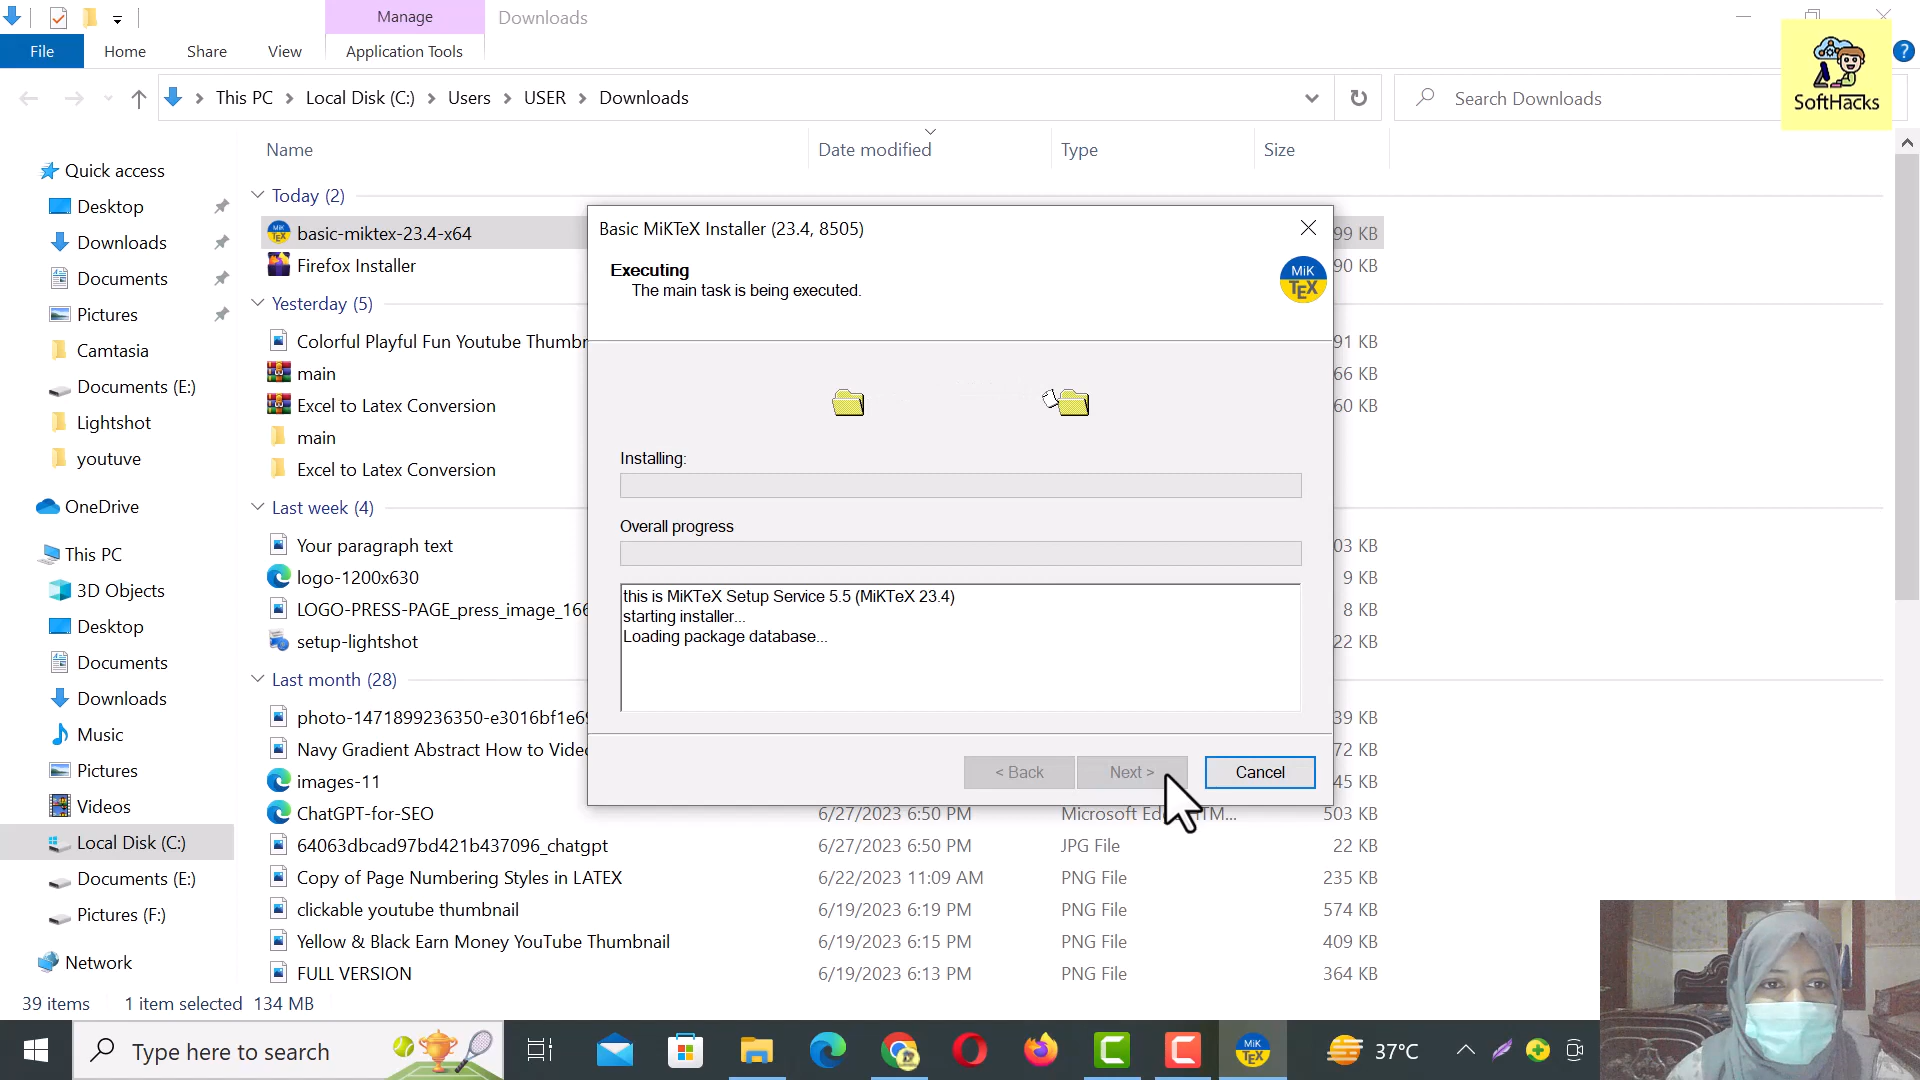 Manage
Downloads
File
Home
Share
View
Application Tools
This PC
Local Disk (C:)
Users
USER
Downloads
Search Downloads
SoftHacks
?
Name
Date modified
Type
Size
Quick access
Desktop
Downloads
Documents
Pictures
Camtasia
Documents (E:)
Lightshot
youtuve
OneDrive
This PC
3D Objects
Desktop
Documents
Downloads
Music
Pictures
Videos
Local Disk (C:)
Documents (E:)
Pictures (F:)
Network
Today (2)
basic-miktex-23.4-x64
99 KB
Firefox Installer
90 KB
Yesterday (5)
Colorful Playful Fun Youtube Thumbr
91 KB
main
66 KB
Excel to Latex Conversion
60 KB
main
Excel to Latex Conversion
Last week (4)
Your paragraph text
03 KB
logo-1200x630
9 KB
LOGO-PRESS-PAGE_press_image_166
8 KB
setup-lightshot
22 KB
Last month (28)
photo-1471899236350-e3016bf1e69
39 KB
Navy Gradient Abstract How to Vide
72 KB
images-11
45 KB
ChatGPT-for-SEO 6/27/2023 6:50 PM Microsoft Ed TM... 503 KB
64063dbcad97bd421b437096_chatgpt 6/27/2023 6:50 PM JPG File 22 KB
Copy of Page Numbering Styles in LATEX 6/22/2023 11:09 AM PNG File 235 KB
clickable youtube thumbnail 6/19/2023 6:19 PM PNG File 574 KB
Yellow & Black Earn Money YouTube Thumbnail 6/19/2023 6:15 PM PNG File 409 KB
FULL VERSION 6/19/2023 6:13 PM PNG File 364 KB
Basic MiKTeX Installer (23.4, 8505)
Executing
The main task is being executed.
MiK
TEX
Installing:
Overall progress
this is MiKTeX Setup Service 5.5 (MiKTeX 23.4)
starting installer...
Loading package database...
< Back
Next >
Cancel
39 items 1 item selected 134 MB
Type here to search
MiK
TEX
37°C